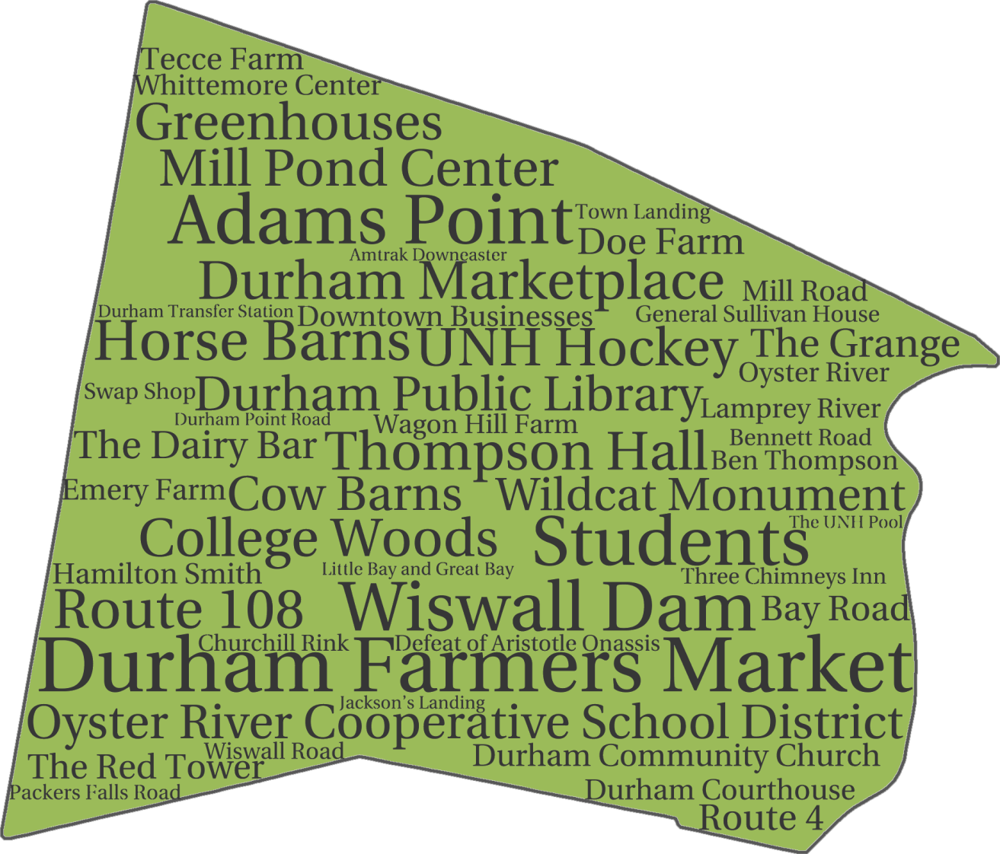 Tecce Farm
Whittemore Center
Greenhouses
Mill Pond Center
Adams Point
Town Landing
Doe Farm
Amtrak Downeaster
Durham Marketplace
Mill Road
Durham Transfer Station
Downtown Businesses
General Sullivan House
Horse Barns
UNH Hockey
The Grange
Oyster River
Swap Shop
Durham Public Library
Lamprey River
Durham Point Road
Wagon Hill Farm
The Dairy Bar
Thompson Hall
Bennett Road
Ben Thompson
Emery Farm
Cow Barns
Wildcat Monument
College Woods
Students
The UNH Pool
Hamilton Smith
Little Bay and Great Bay
Three Chimneys Inn
Route 108
Wiswall Dam
Bay Road
Churchill Rink
Defeat of Aristotle Onassis
Durham Farmers Market
Jackson’s Landing
Oyster River Cooperative School District
Wiswall Road
Durham Community Church
The Red Tower
Packers Falls Road
Durham Courthouse
Route 4